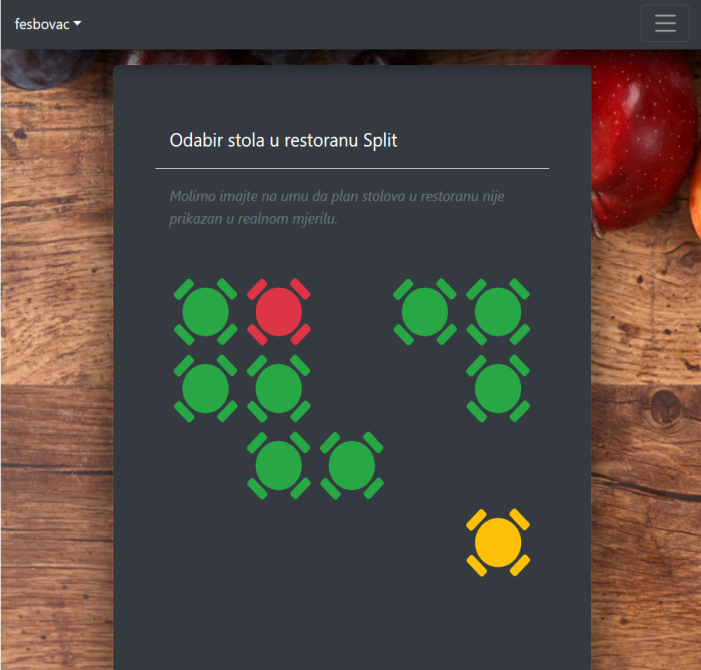 fesbovac
Odabir stola u restoranu Split
Molimo imajte na umu da plan stolova u restoranu nije
prikazan u realnom mjerilu.